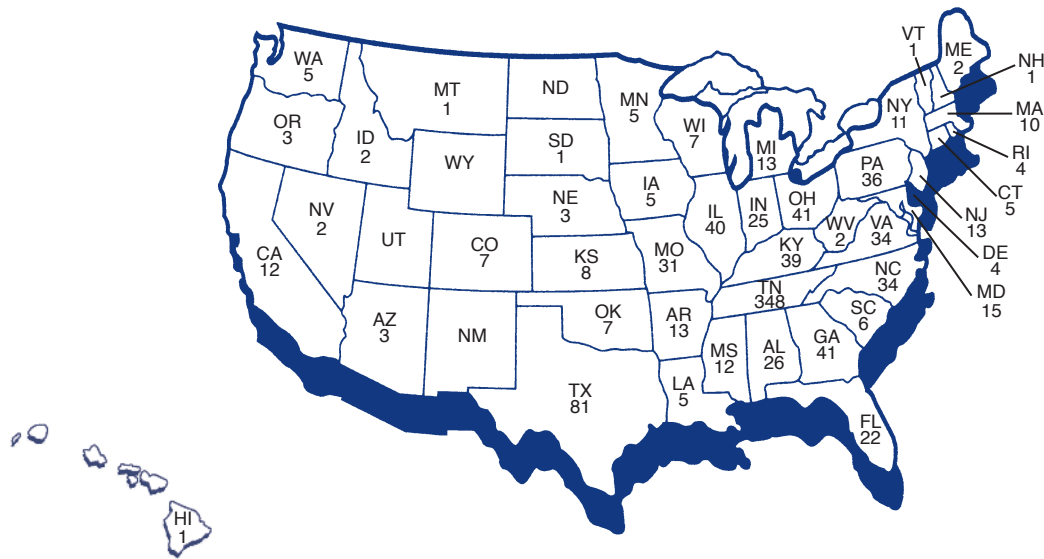 VT
1
ME
2
NH
1
WA
5
MT
1
ND
MN
5
NY
11
MA
10
OR
3
ID
2
SD
1
WI
7
MI
13
RI
4
WY
PA
36
CT
5
NE
3
IA
5
NV
2
IL
40
IN
25
OH
41
NJ
13
UT
CO
7
WV
2
VA
34
CA
12
KS
8
MO
31
KY
39
DE
4
NC
34
MD
15
TN
348
AZ
3
NM
OK
7
AR
13
SC
6
MS
12
AL
26
GA
41
TX
81
LA
5
FL
22
HI
1